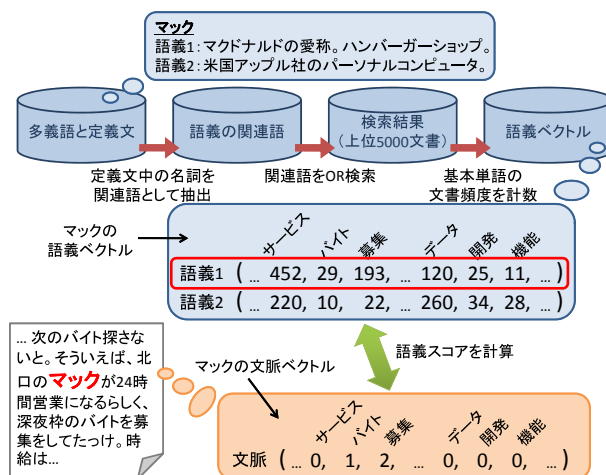 マック
語義1：マクドナルドの愛称。ハンバーガーショップ。
語義2：米国アップル社のパーソナルコンピュータ。
多義語と定義文
語義の関連語
検索結果
（上位5000文書）
語義ベクトル
定義文中の名詞を
関連語として抽出
関連語をOR検索
基本単語の
文書頻度を計数
マックの
語義ベクトル
サービス バイト 募集 データ 開発 機能
語義1 ( … 452, 29, 193, … 120, 25, 11, … )
語義2 ( … 220, 10, 22, … 260, 34, 28, … )
語義スコアを計算
… 次のバイト探さな
いと。そういえば、北
口のマックが24時
間営業になるらしく、
深夜枠のバイトを募
集をしてたっけ。時
給は…
マックの文脈ベクトル
サービス バイト 募集 データ 開発 機能
文脈 ( … 0, 1, 2, … 0, 0, 0, … )